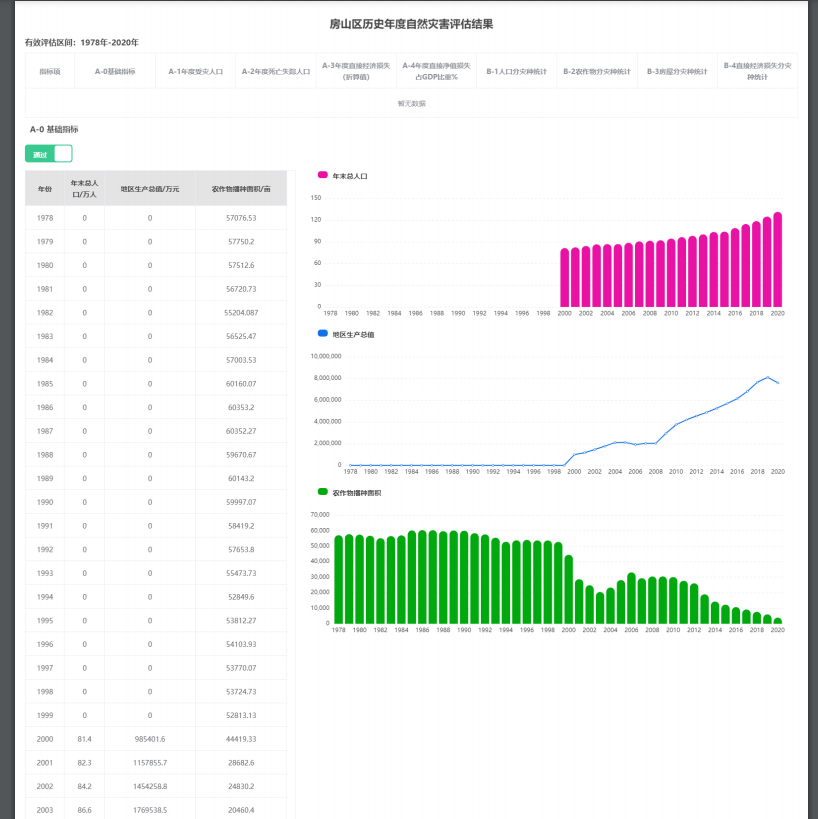 房山区历史年度自然灾害评估结果
有效评估区间：1978年-2020年
指标项 A-0基础指标 A-1年度受灾人口 A-2年度死亡失踪人口 A-3年度直接经济损失(折算值) A-4年度直接净值损失占GDP比重% B-1人口分灾种统计 B-2农作物分灾种统计 B-3房屋分灾种统计 B-4直接经济损失分灾种统计
暂无数据
A-0 基础指标
通过
年份 年末总人口/万人 地区生产总值/万元 农作物播种面积/亩
1978 0 0 57076.53
1979 0 0 57750.2
1980 0 0 57512.6
1981 0 0 56720.73
1982 0 0 55204.087
1983 0 0 56525.47
1984 0 0 57003.53
1985 0 0 60160.07
1986 0 0 60353.2
1987 0 0 60352.27
1988 0 0 59670.67
1989 0 0 60143.2
1990 0 0 59997.07
1991 0 0 58419.2
1992 0 0 57653.8
1993 0 0 55473.73
1994 0 0 52849.6
1995 0 0 53812.27
1996 0 0 54103.93
1997 0 0 53770.07
1998 0 0 53724.73
1999 0 0 52813.13
2000 81.4 985401.6 44419.33
2001 82.3 1157855.7 28682.6
2002 84.2 1454258.8 24830.2
2003 86.6 1769538.5 20460.4
年末总人口
150
120
90
60
30
0
1978 1980 1982 1984 1986 1988 1990 1992 1994 1996 1998 2000 2002 2004 2006 2008 2010 2012 2014 2016 2018 2020
地区生产总值
10,000,000
8,000,000
6,000,000
4,000,000
2,000,000
0
1978 1980 1982 1984 1986 1988 1990 1992 1994 1996 1998 2000 2002 2004 2006 2008 2010 2012 2014 2016 2018 2020
农作物播种面积
70,000
60,000
50,000
40,000
30,000
20,000
10,000
0
1978 1980 1982 1984 1986 1988 1990 1992 1994 1996 1998 2000 2002 2004 2006 2008 2010 2012 2014 2016 2018 2020